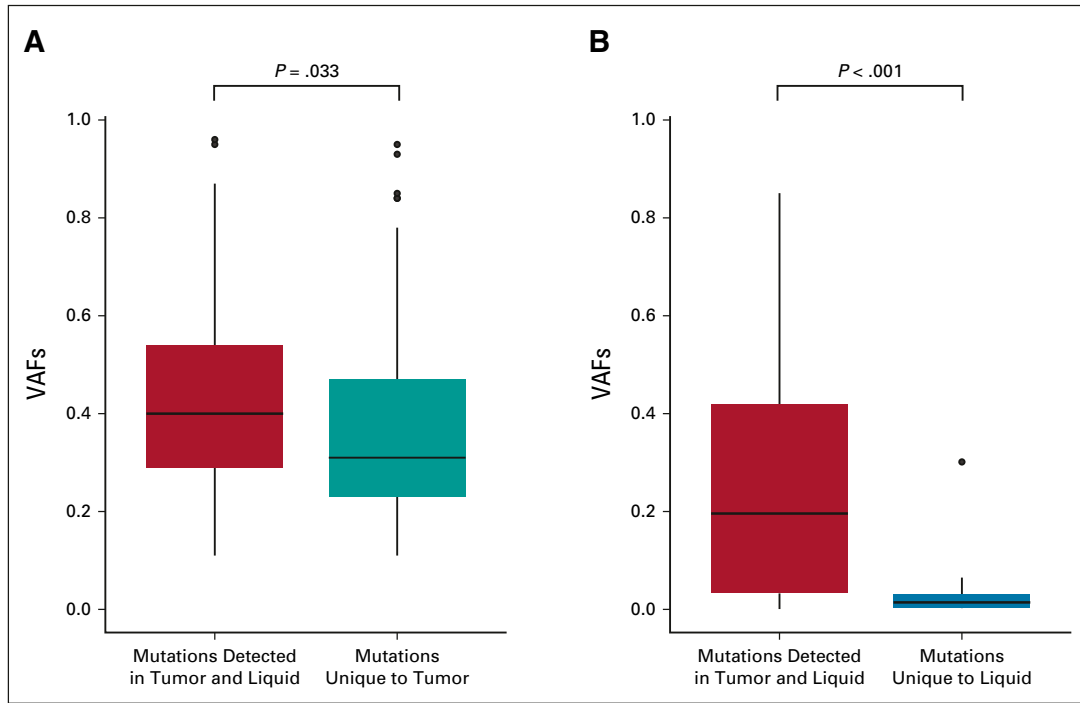 A
P = .033
1.0
0.8
0.6
0.4
0.2
0.0
VAFs
Mutations Detected
in Tumor and Liquid
Mutations
Unique to Tumor
B
P < .001
1.0
0.8
0.6
0.4
0.2
0.0
VAFs
Mutations Detected
in Tumor and Liquid
Mutations
Unique to Liquid